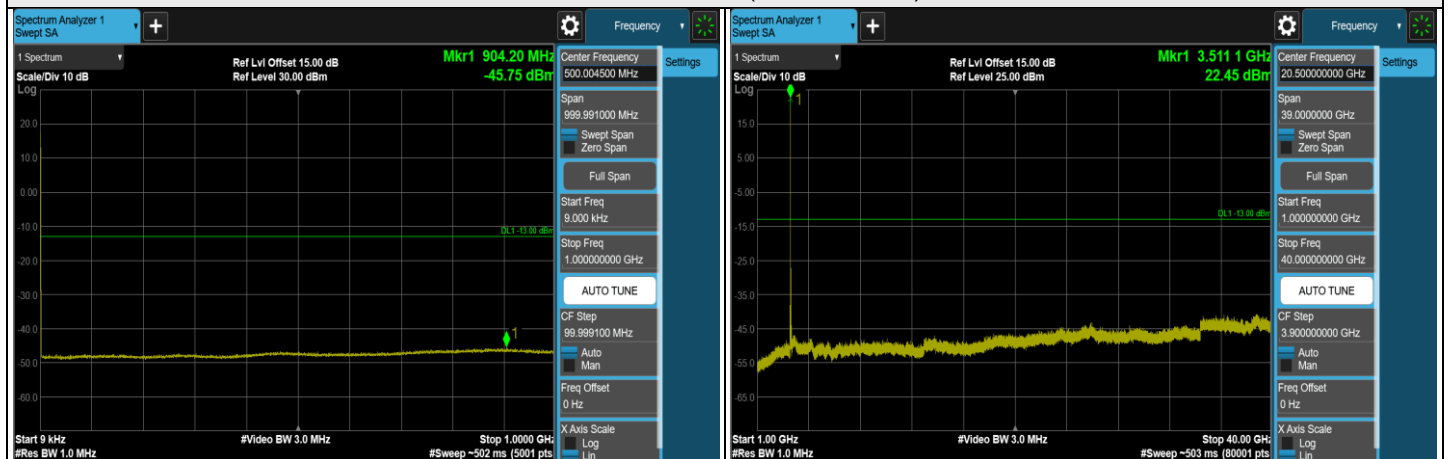 Spectrum Analyzer 1
Swept SA
Frequency
1 Spectrum
Scale/Div 10 dB
Log
Ref Lvl Offset 15.00 dB
Ref Level 30.00 dBm
Mkr1 904.20 MHz
-45.75 dBm
20.0
10.0
0.00
-10.0
-20.0
-30.0
-40.0
-50.0
-60.0
DL1 -13.00 dBm
1
Start 9 kHz
#Res BW 1.0 MHz
#Video BW 3.0 MHz
Stop 1.0000 GHz
#Sweep ~502 ms (5001 pts)
Center Frequency
500.004500 MHz
Settings
Span
999.991000 MHz
Swept Span
Zero Span
Full Span
Start Freq
9.000 kHz
Stop Freq
1.000000000 GHz
AUTO TUNE
CF Step
99.999100 MHz
Auto
Man
Freq Offset
0 Hz
X Axis Scale
Log
Lin
Spectrum Analyzer 1
Swept SA
Frequency
1 Spectrum
Scale/Div 10 dB
Log
Ref Lvl Offset 15.00 dB
Ref Level 25.00 dBm
Mkr1 3.511 1 GHz
22.45 dBm
1
15.0
5.00
-5.00
-15.0
-25.0
-35.0
-45.0
-55.0
-65.0
DL1 -13.00 dBm
Start 1.00 GHz
#Res BW 1.0 MHz
#Video BW 3.0 MHz
Stop 40.00 GHz
#Sweep ~503 ms (80001 pts)
Center Frequency
20.500000000 GHz
Settings
Span
39.0000000 GHz
Swept Span
Zero Span
Full Span
Start Freq
1.000000000 GHz
Stop Freq
40.000000000 GHz
AUTO TUNE
CF Step
3.900000000 GHz
Auto
Man
Freq Offset
0 Hz
X Axis Scale
Log
Lin